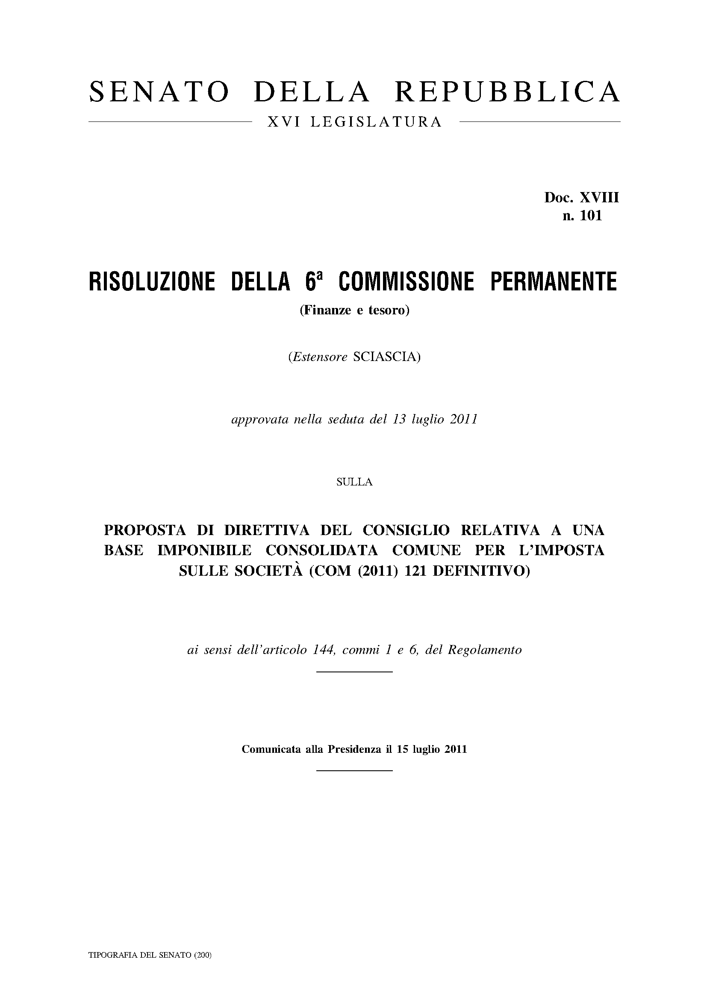 SENATO DELLA REPUBBLICA
XVI LEGISLATURA
Doc. XVIII
n. 101
RISOLUZIONE DELLA 6ª COMMISSIONE PERMANENTE
(Finanze e tesoro)
(Estensore SCIASCIA)
approvata nella seduta del 13 luglio 2011
SULLA
PROPOSTA DI DIRETTIVA DEL CONSIGLIO RELATIVA A UNA
BASE IMPONIBILE CONSOLIDATA COMUNE PER L'IMPOSTA
SULLE SOCIETÀ (COM (2011) 121 DEFINITIVO)
ai sensi dell'articolo 144, commi 1 e 6, del Regolamento
Comunicata alla Presidenza il 15 luglio 2011
TIPOGRAFIA DEL SENATO (200)